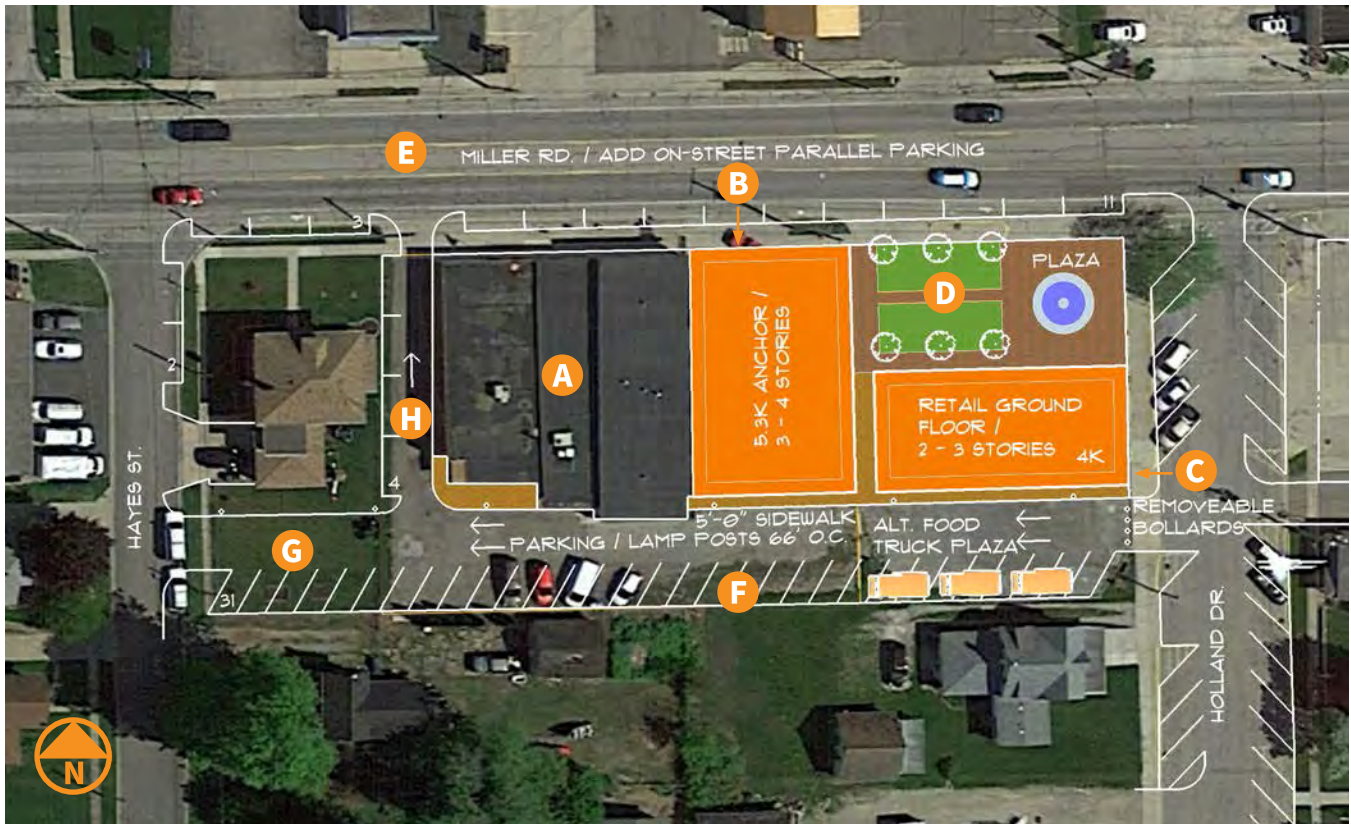 E
MILLER RD. / ADD ON-STREET PARALLEL PARKING
B
3
11
PLAZA
D
2
H
A
5.3K ANCHOR /
3 - 4 STORIES
RETAIL GROUND
FLOOR /
2 - 3 STORIES
4K
C
4
HAYES ST.
5'-0" SIDEWALK
PARKING / LAMP POSTS 66' O.C.
ALT. FOOD
TRUCK PLAZA
REMOVEABLE
BOLLARDS
G
F
31
HOLLAND DR.
N